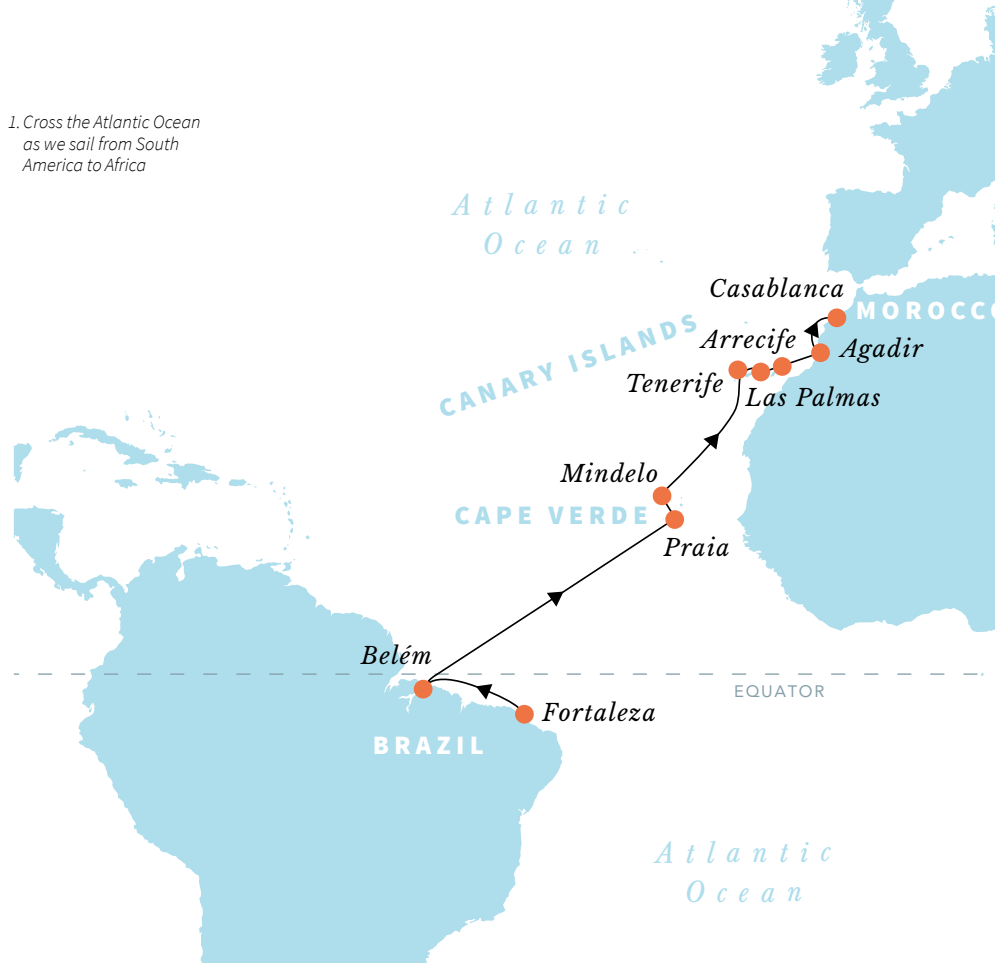 1. Cross the Atlantic Ocean
as we sail from South
America to Africa
Atlantic
Ocean
Casablanca
MOROCCO
CANARY ISLANDS
Arrecife
Agadir
Tenerife
Las Palmas
Mindelo
CAPE VERDE
Praia
Belém
EQUATOR
Fortaleza
BRAZIL
Atlantic
Ocean